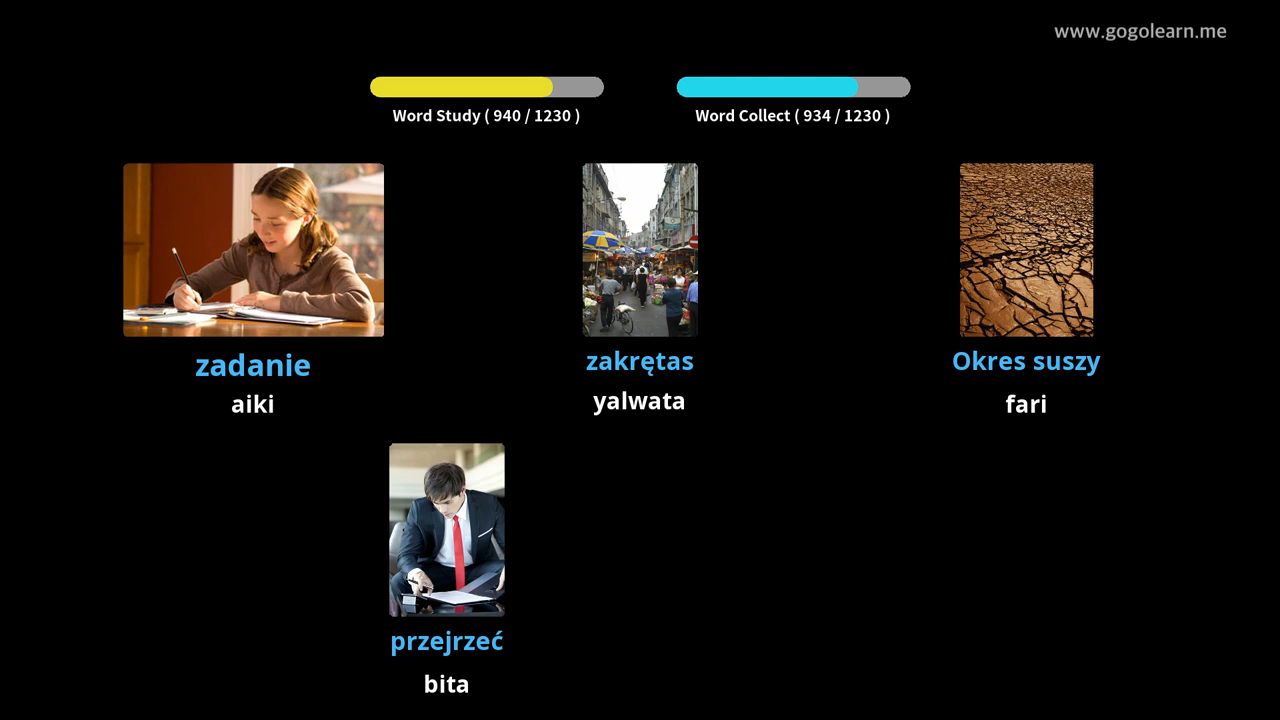 www.gogolearn.me
Word Study ( 940 / 1230 )
Word Collect ( 934 / 1230 )
zadanie
aiki
zakrętas
yalwata
Okres suszy
fari
przejrzeć
bita